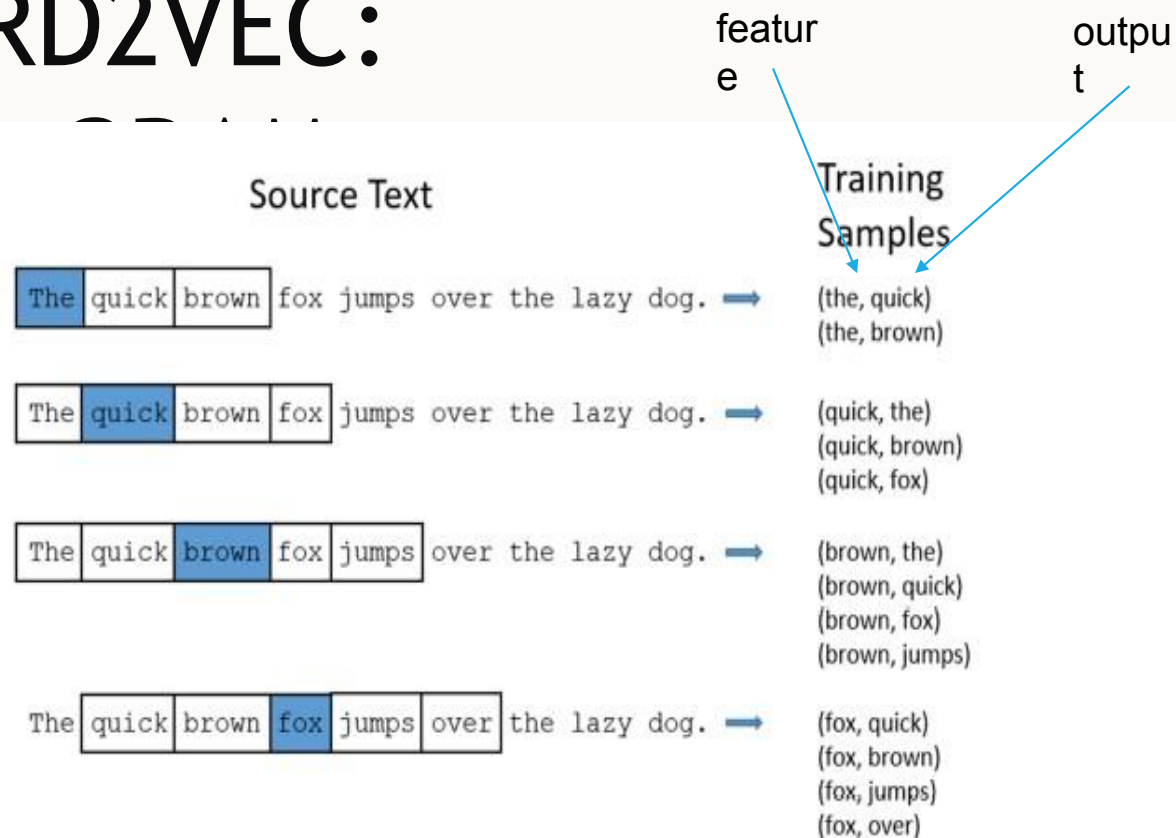 RD2VEC:
featur
e
outpu
t
Source Text
Training
Samples
The quick brown fox jumps over the lazy dog.
(the, quick)
(the, brown)
The quick brown fox jumps over the lazy dog.
(quick, the)
(quick, brown)
(quick, fox)
The quick brown fox jumps over the lazy dog.
(brown, the)
(brown, quick)
(brown, fox)
(brown, jumps)
The quick brown fox jumps over the lazy dog.
(fox, quick)
(fox, brown)
(fox, jumps)
(fox, over)